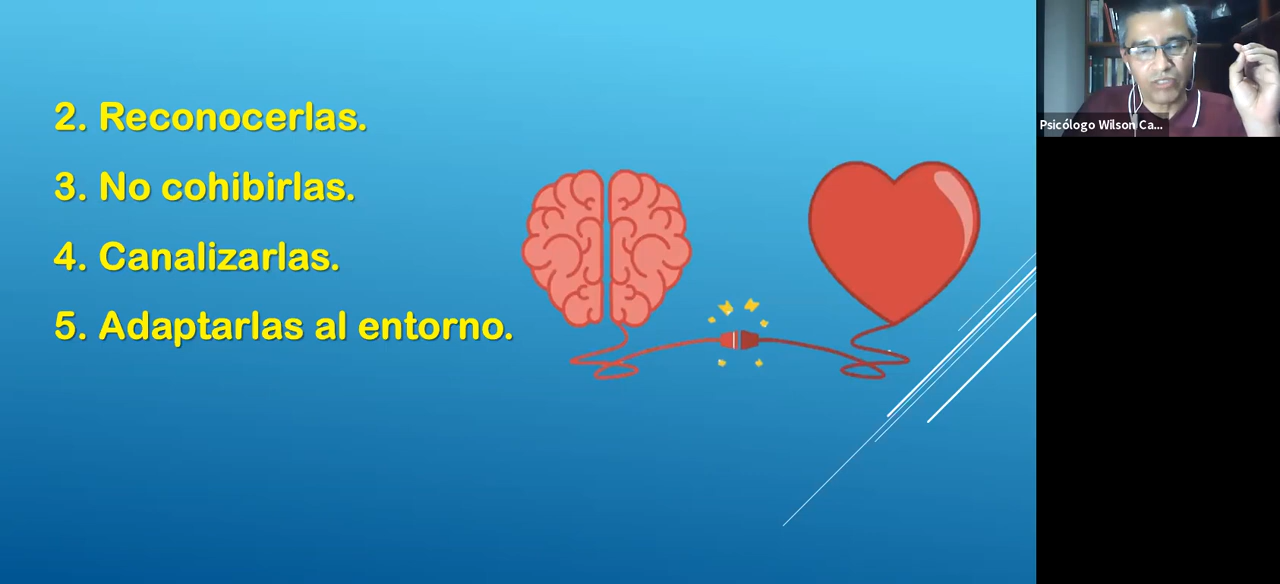 2. Reconocerlas.
3. No cohibirlas.
4. Canalizarlas.
5. Adaptarlas al entorno.
Psicólogo Wilson Ca...